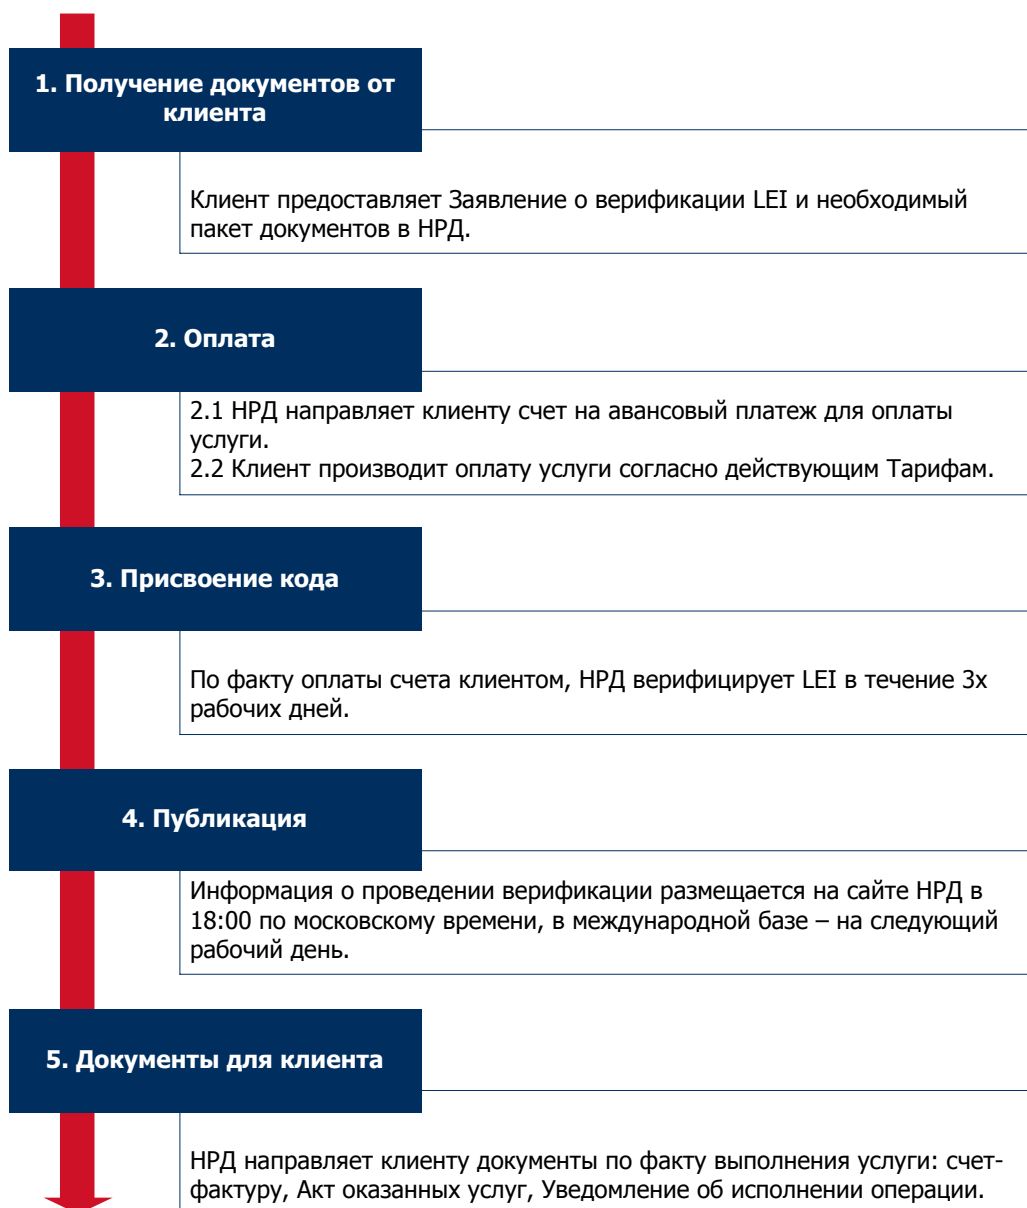 1. Получение документов от
клиента
Клиент предоставляет Заявление о верификации LEI и необходимый
пакет документов в НРД.
2. Оплата
2.1 НРД направляет клиенту счет на авансовый платеж для оплаты
услуги.
2.2 Клиент производит оплату услуги согласно действующим Тарифам.
3. Присвоение кода
По факту оплаты счета клиентом, НРД верифицирует LEI в течение 3х
рабочих дней.
4. Публикация
Информация о проведении верификации размещается на сайте НРД в
18:00 по московскому времени, в международной базе – на следующий
рабочий день.
5. Документы для клиента
НРД направляет клиенту документы по факту выполнения услуги: счет-
фактуру, Акт оказанных услуг, Уведомление об исполнении операции.